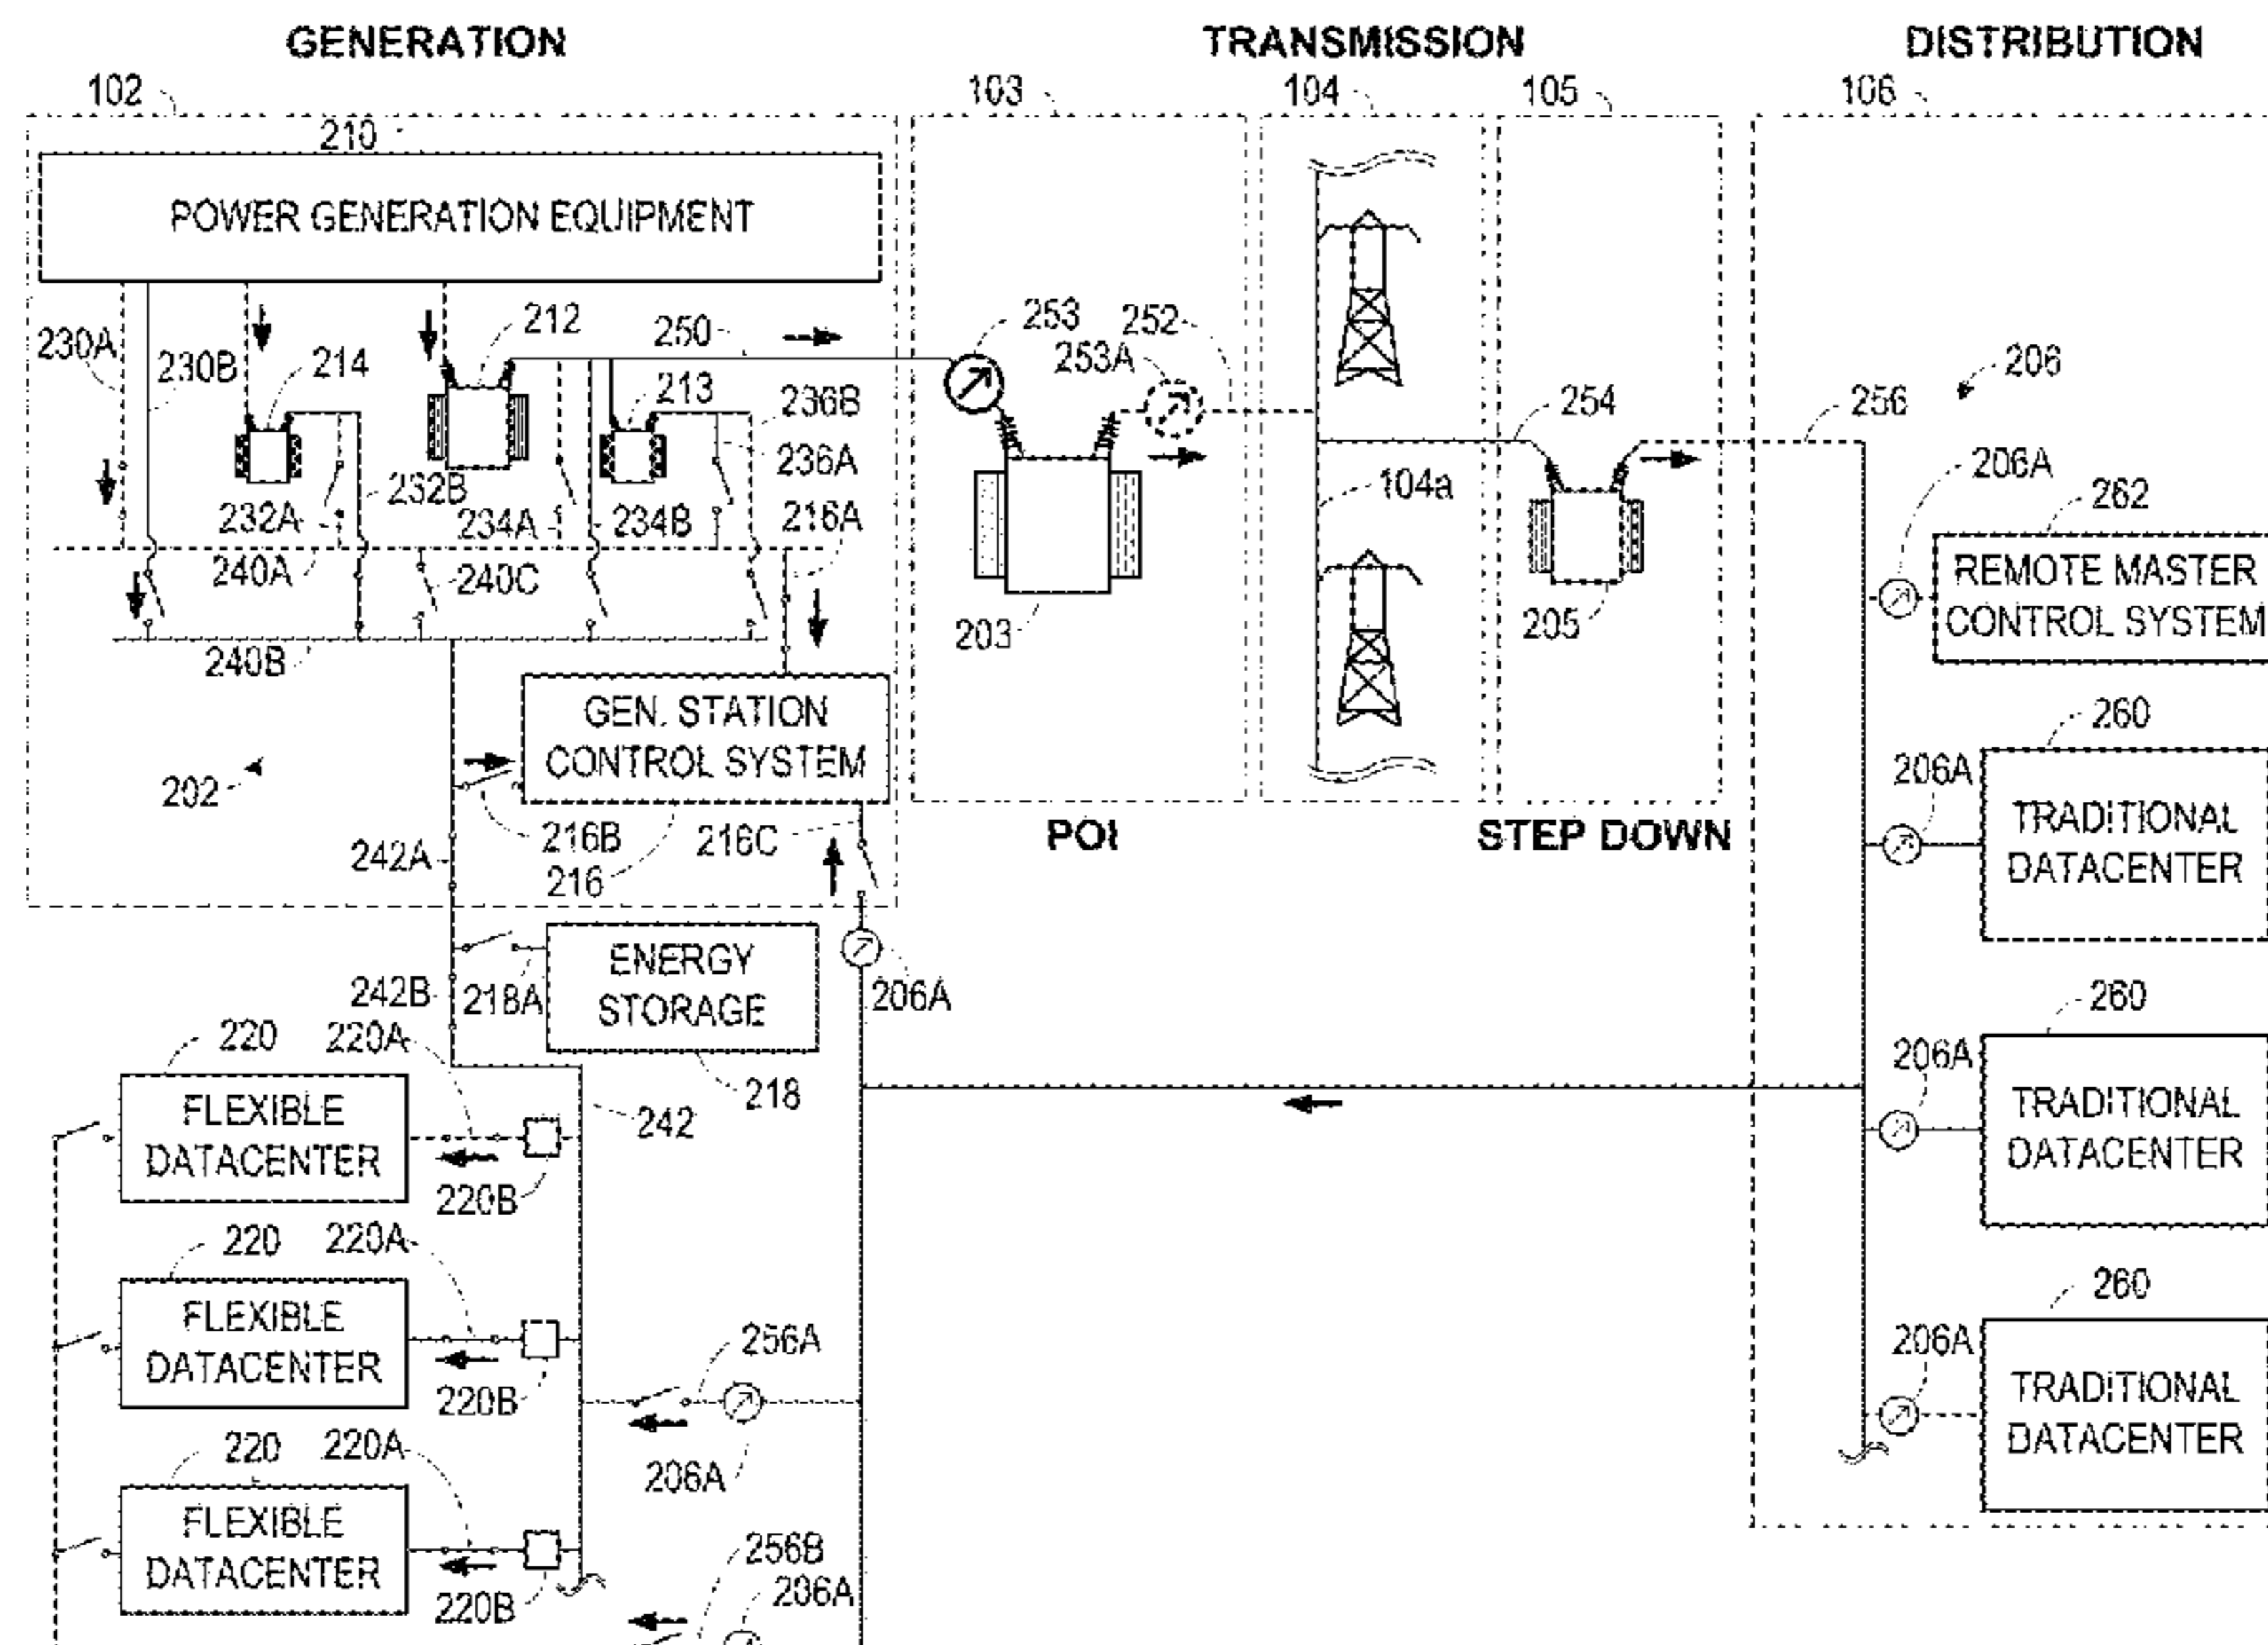 GENERATION
TRANSMISSION
DISTRIBUTION
102
103
104
105
106
210
POWER GENERATION EQUIPMENT
230A
230B
214
212
250
213
236B
236A
253
252
253A
254
256
206
206A
262
REMOTE MASTER
CONTROL SYSTEM
232A
232B
234A
234B
216A
104a
240A
240C
240B
203
205
GEN. STATION
CONTROL SYSTEM
202
216B
216C
242A
216
POI
STEP DOWN
260
206A
TRADITIONAL
DATACENTER
242B
218A
ENERGY
STORAGE
206A
218
260
206A
TRADITIONAL
DATACENTER
220
220A
FLEXIBLE
DATACENTER
220B
242
220
220A
FLEXIBLE
DATACENTER
220B
256A
206A
260
206A
TRADITIONAL
DATACENTER
220
220A
FLEXIBLE
DATACENTER
220B
256B
206A